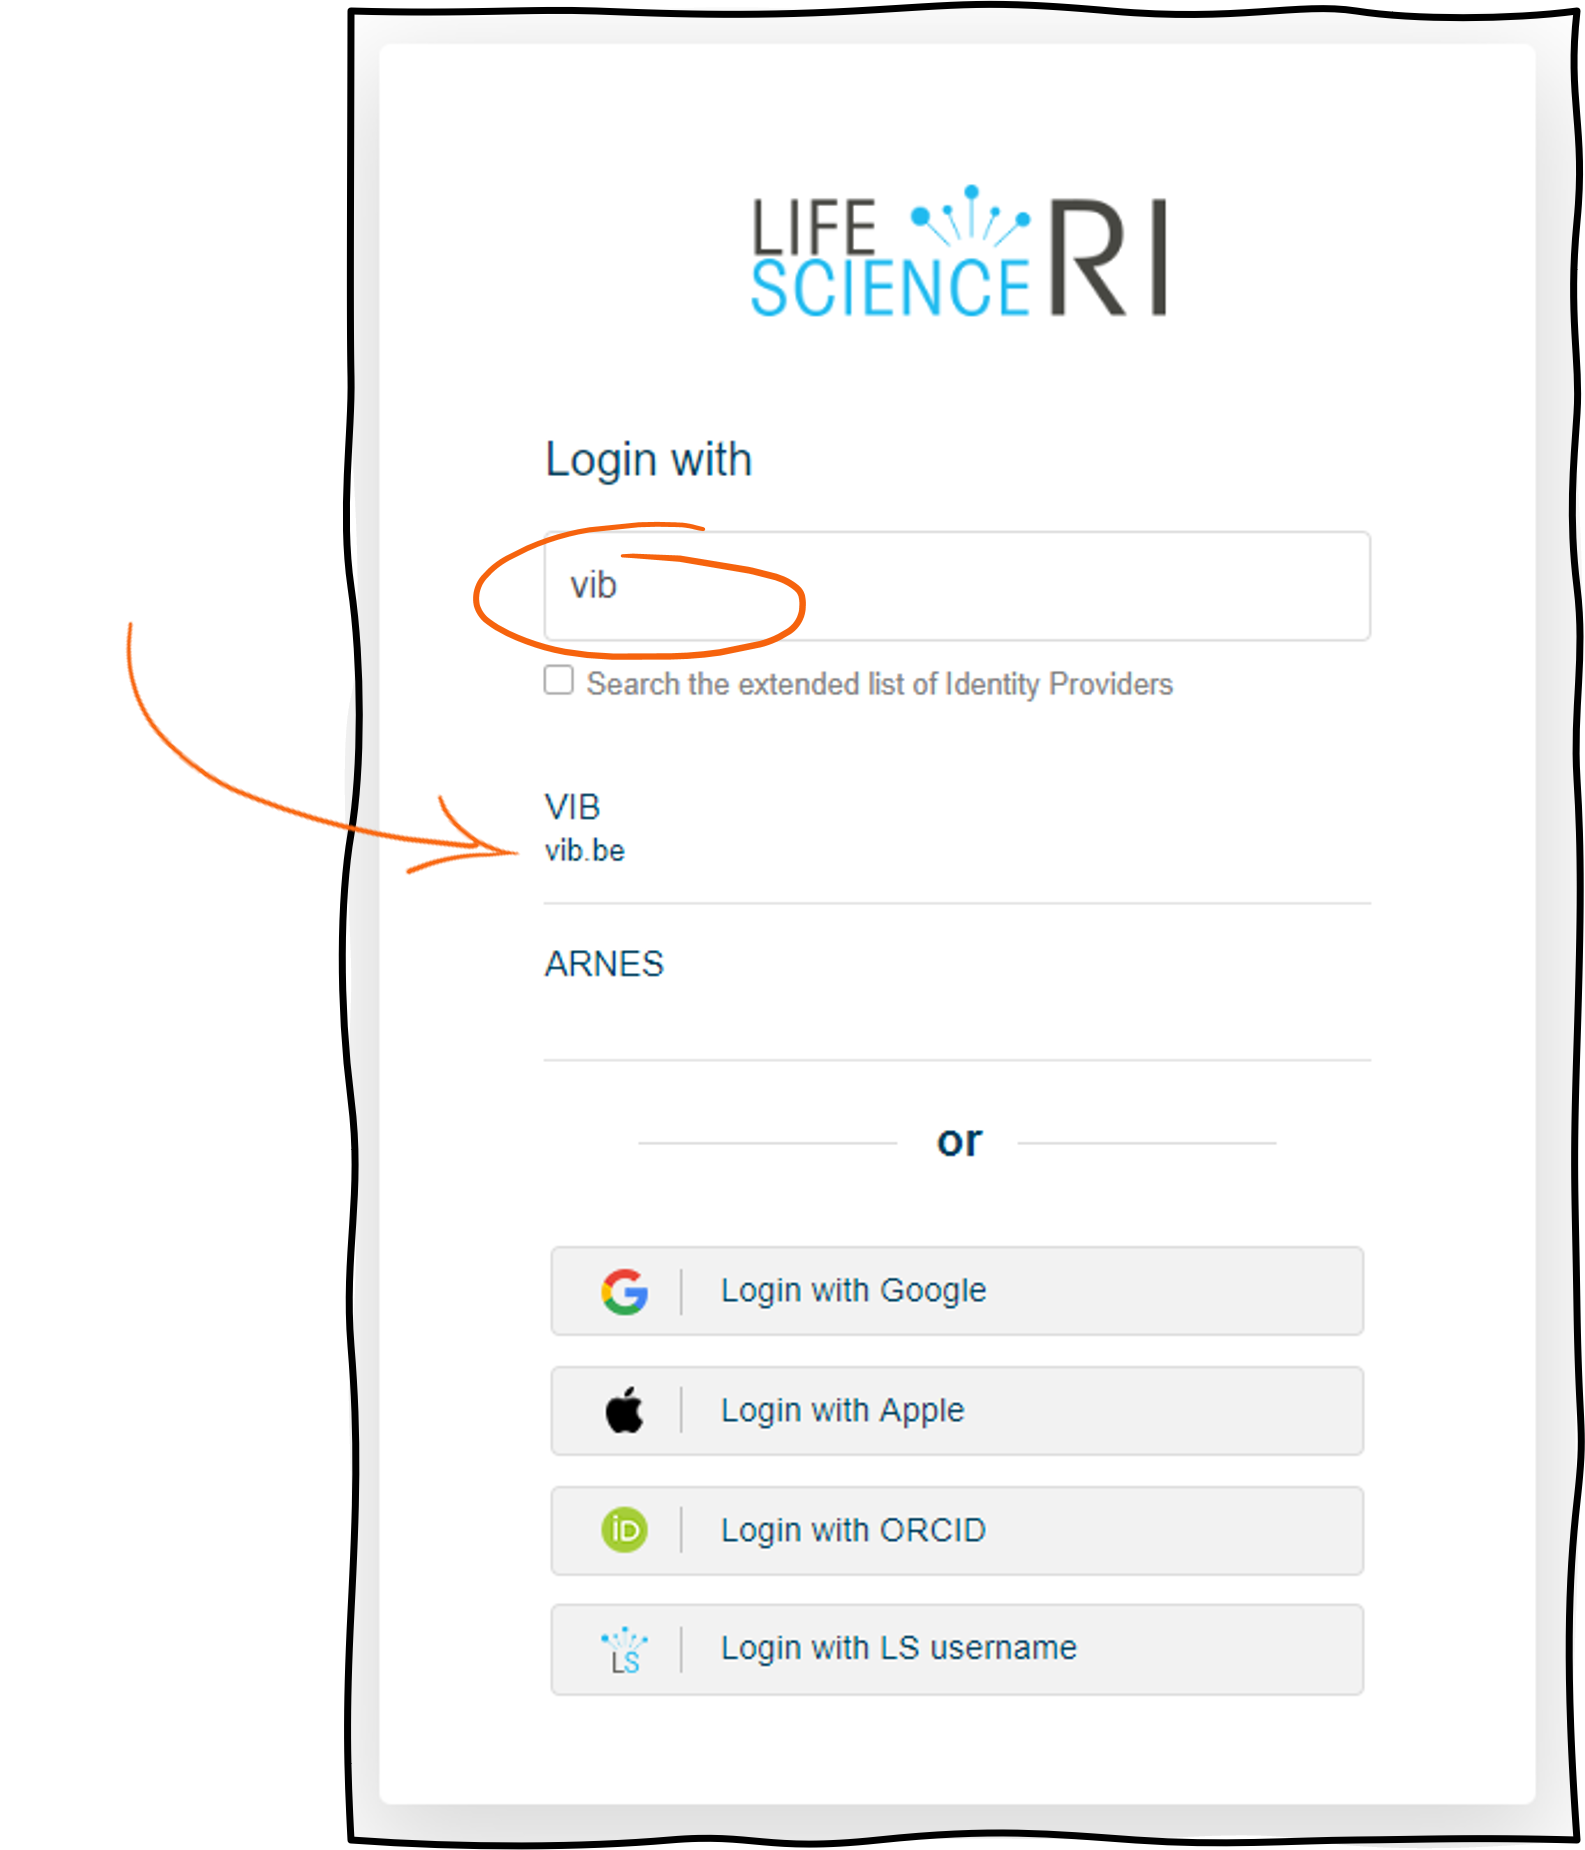 LIFE
SCIENCE RI
Login with
vib
Search the extended list of Identity Providers
VIB
vib.be
ARNES
or
Login with Google
Login with Apple
iD Login with ORCID
LS Login with LS username